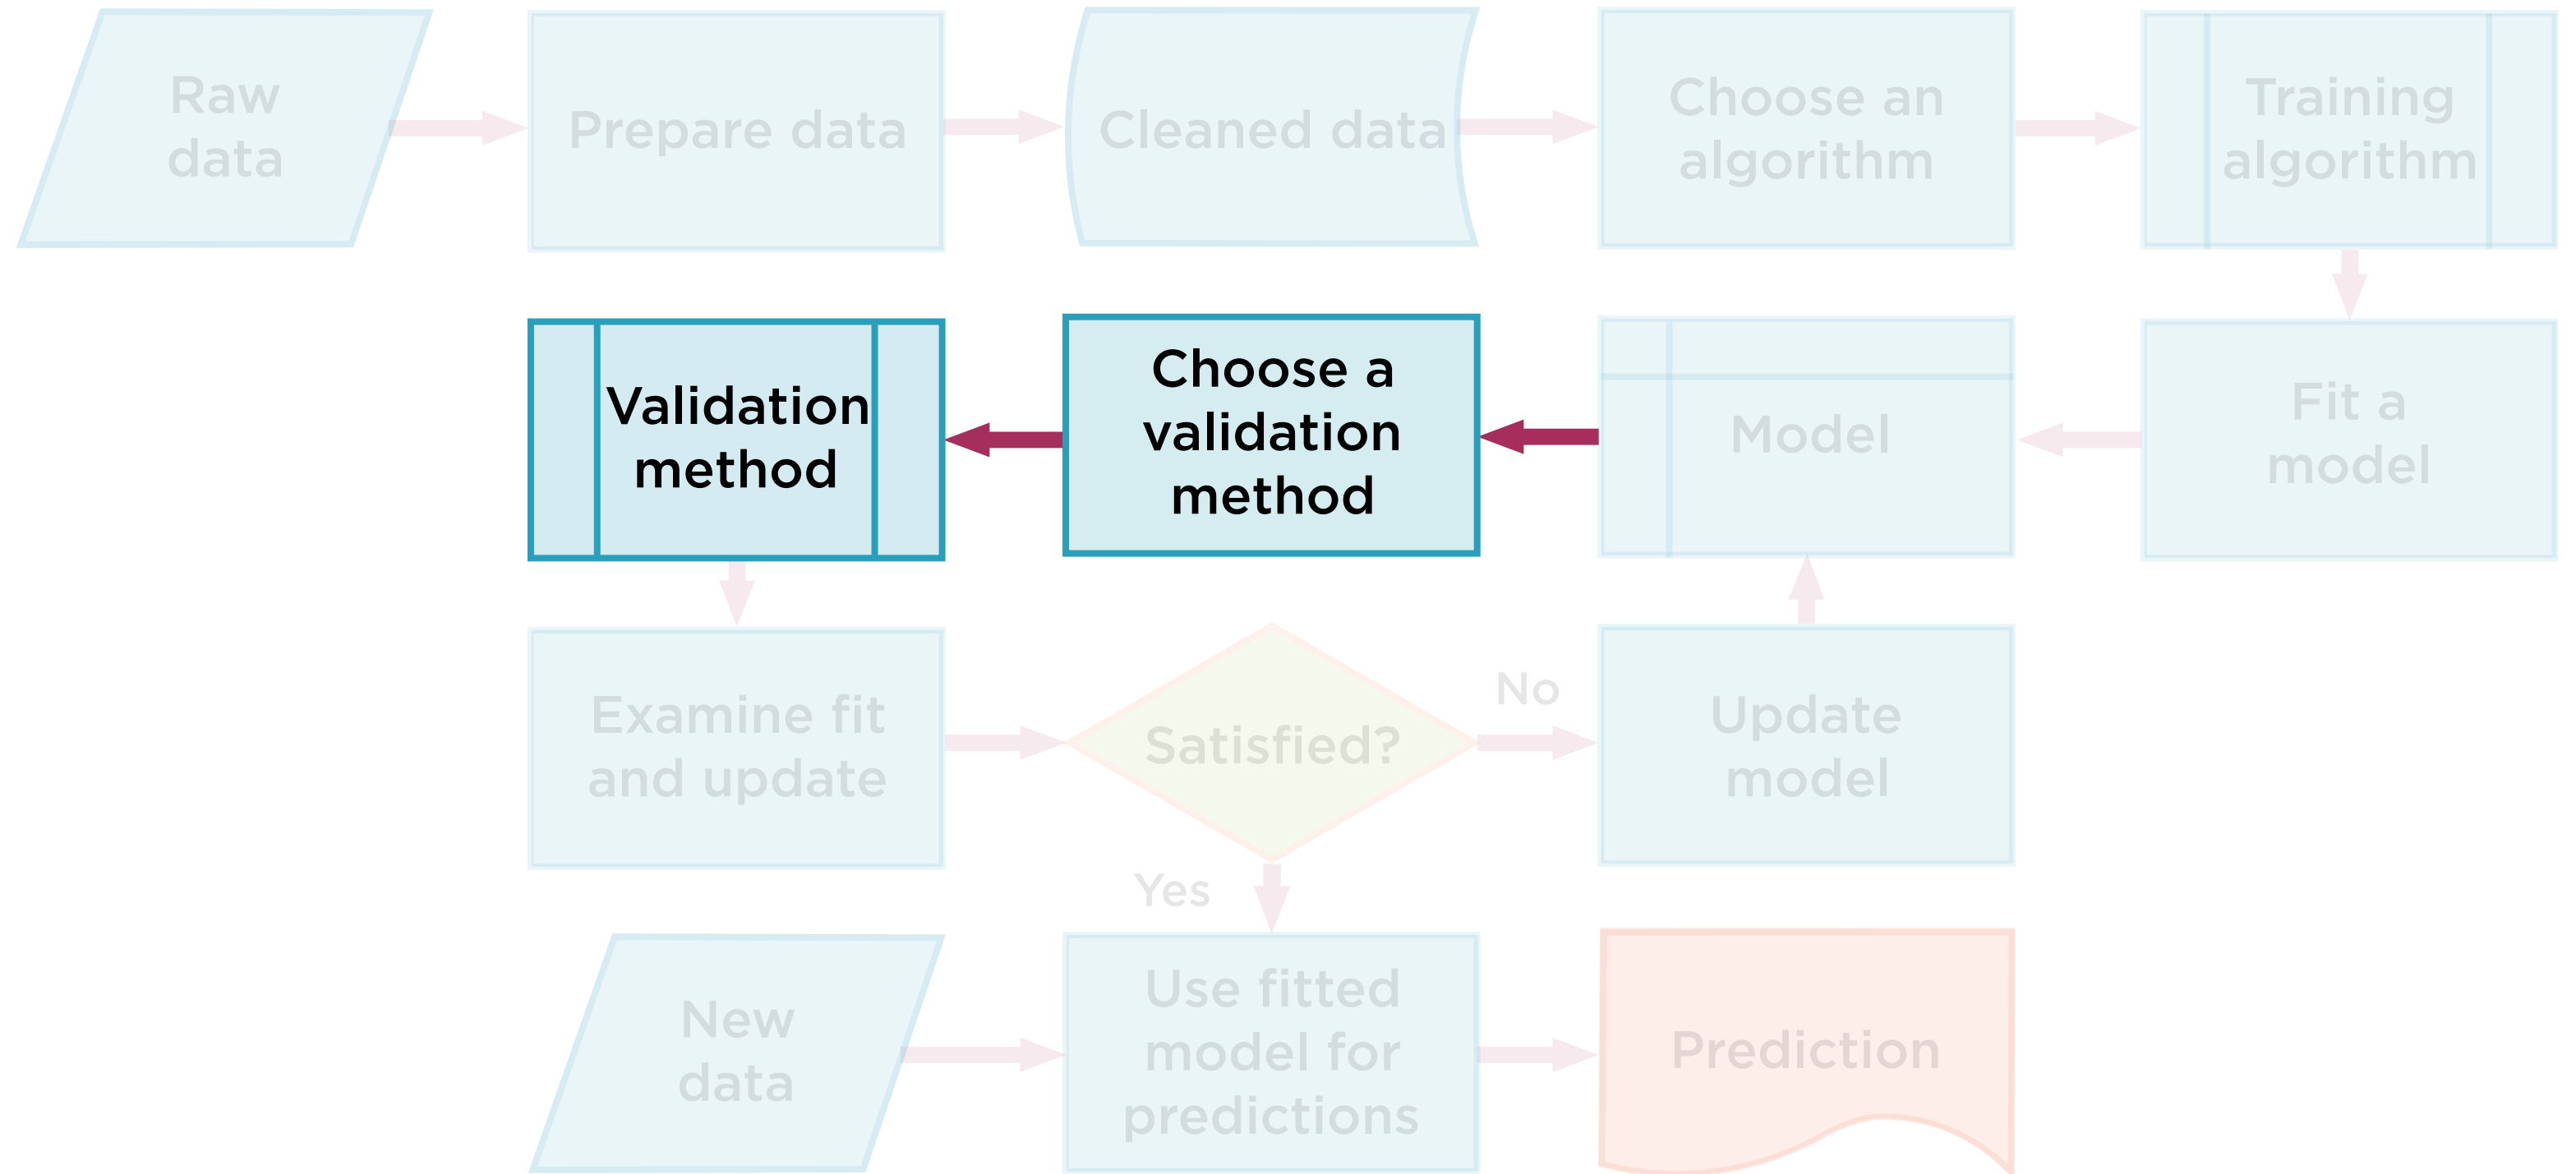 Raw
data
Prepare data
Cleaned data
Choose an
algorithm
Training
algorithm
Validation
method
Choose a
validation
method
Model
Fit a
model
Examine fit
and update
Satisfied?
No
Update
model
Yes
New
data
Use fitted
model for
predictions
Prediction